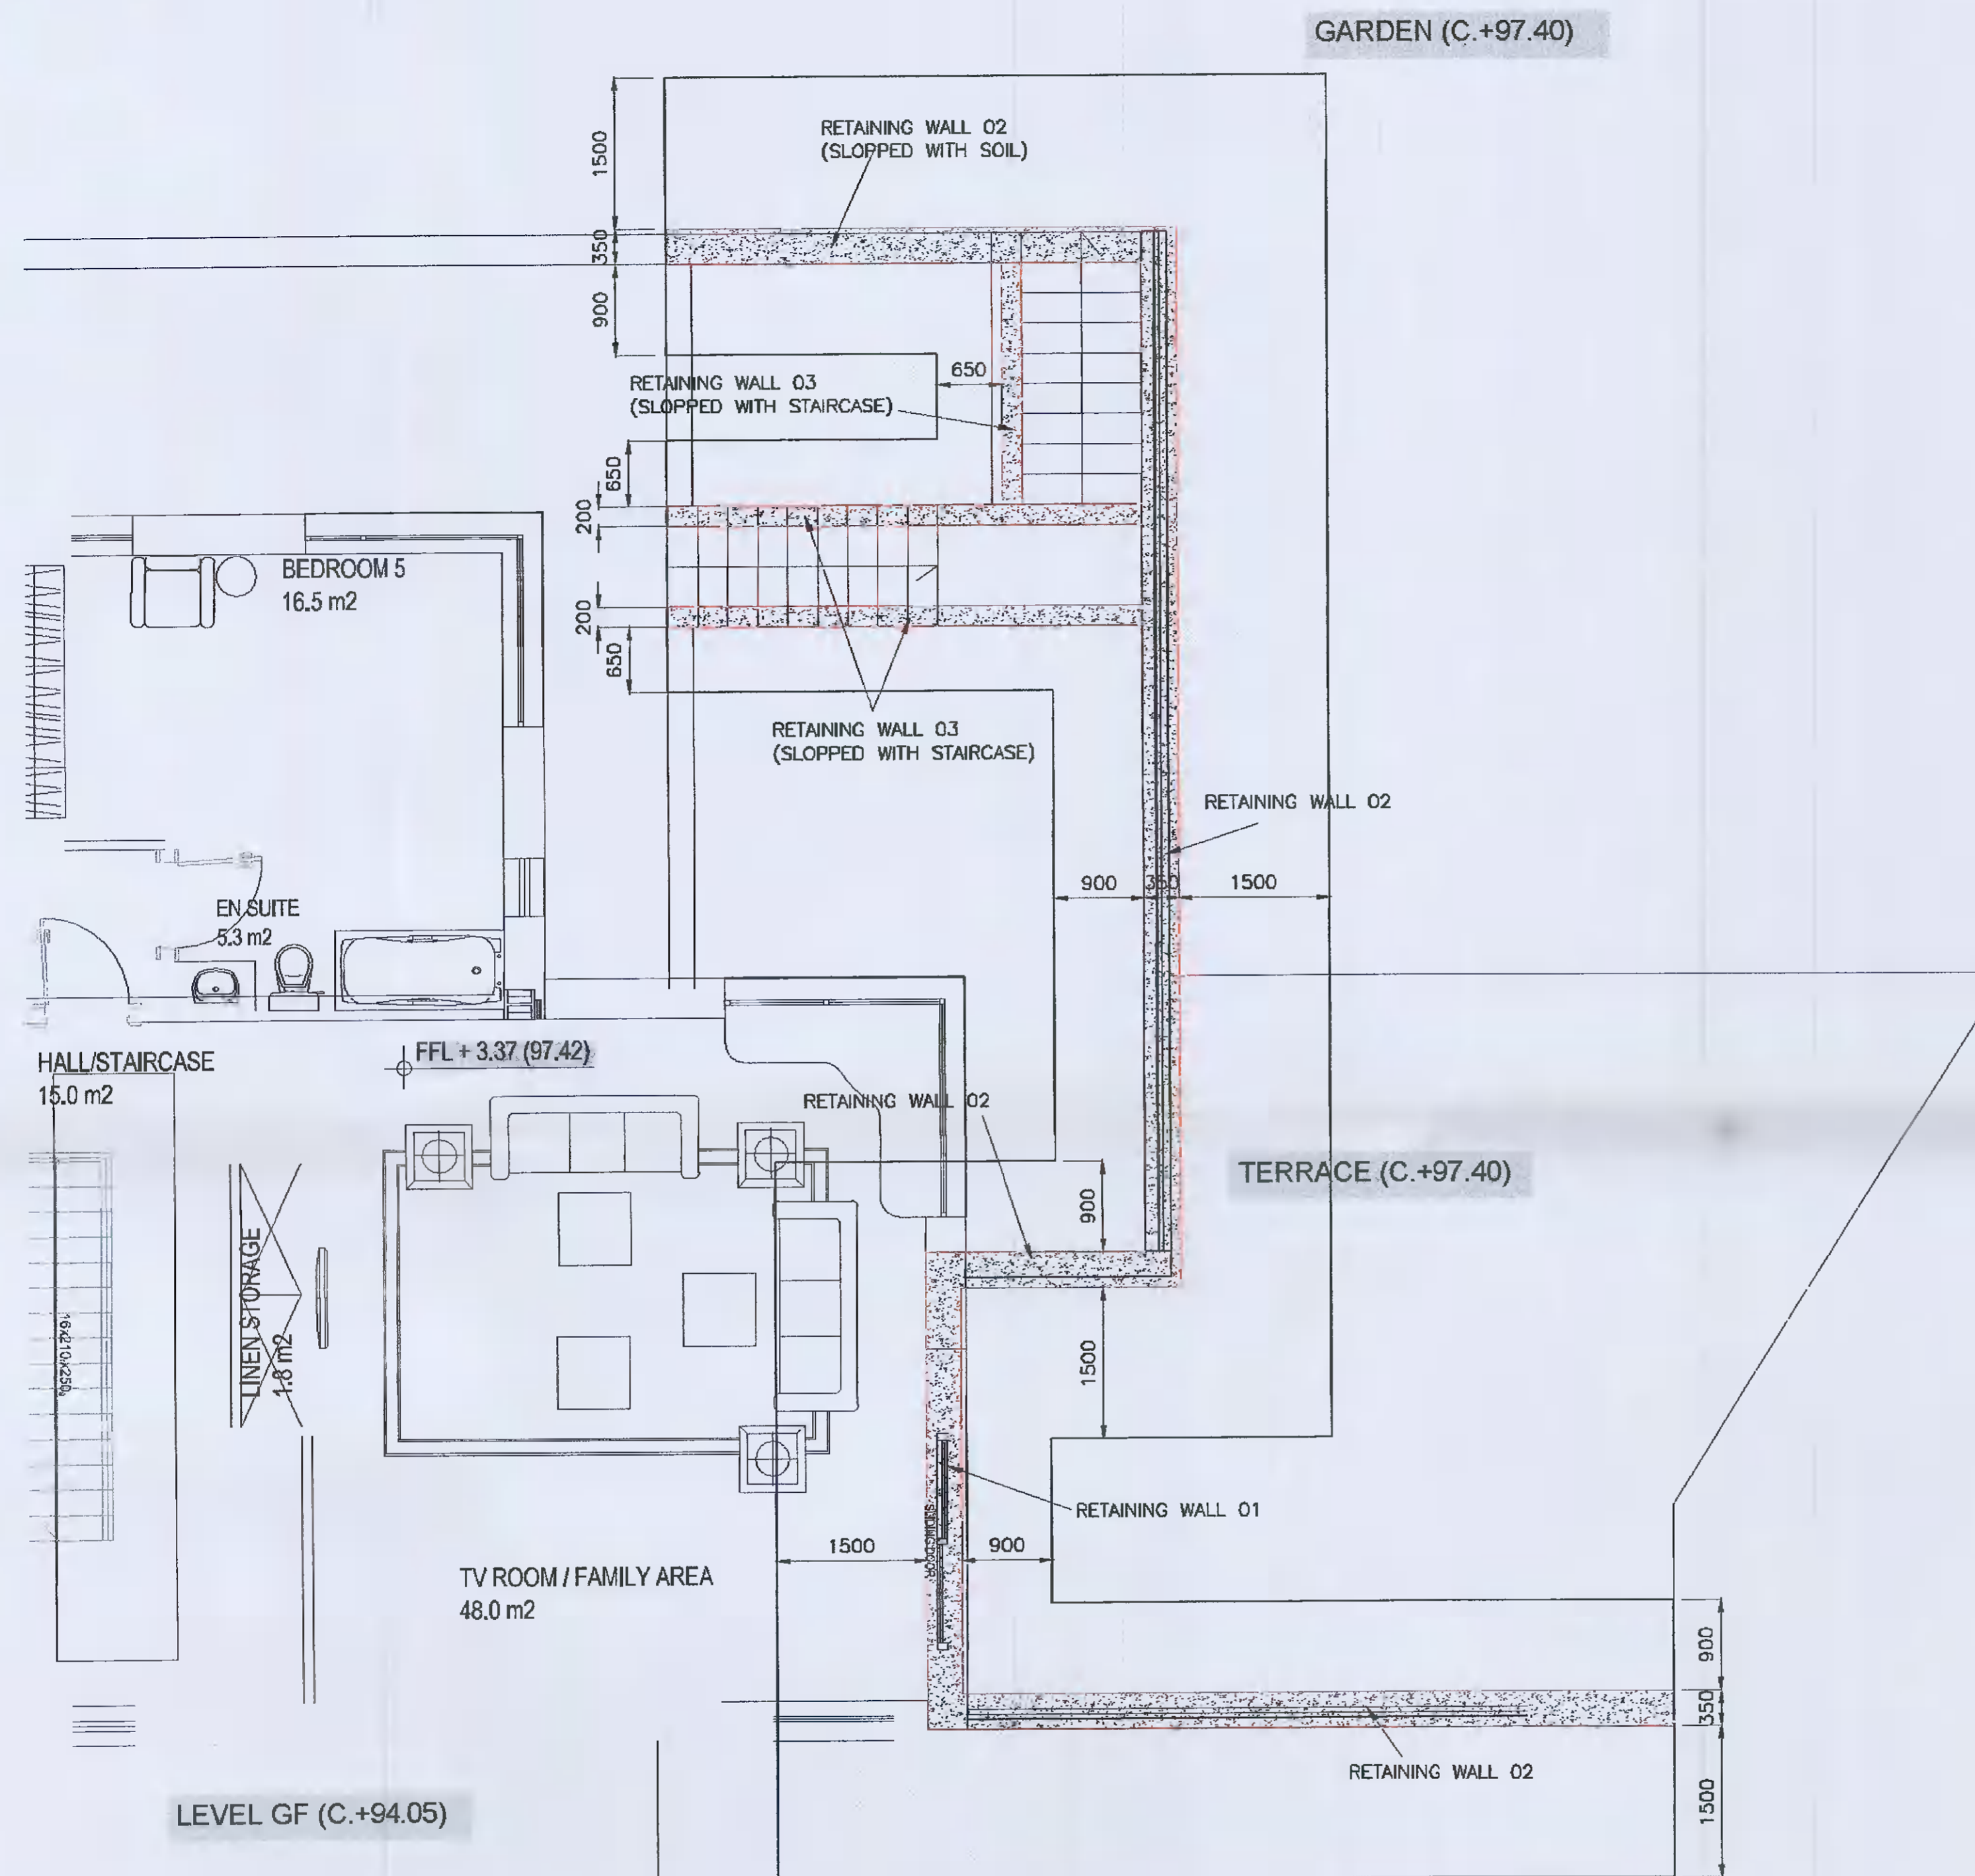 GARDEN (C.+97.40)
1500
RETAINING WALL 02
(SLOPPED WITH SOIL)
350
900
RETAINING WALL 03
(SLOPPED WITH STAIRCASE)
650
650
200
BEDROOM 5
16.5 m2
200
650
RETAINING WALL 03
(SLOPPED WITH STAIRCASE)
RETAINING WALL 02
900
350
1500
EN SUITE
5.3 m2
HALL/STAIRCASE
15.0 m2
FFL + 3.37 (97.42)
RETAINING WALL 02
TERRACE (C.+97.40)
900
LINEN STORAGE
1.8 m2
16x210x250
1500
RETAINING WALL 01
SLIDING DOOR
1500
900
TV ROOM / FAMILY AREA
48.0 m2
900
350
RETAINING WALL 02
1500
LEVEL GF (C.+94.05)